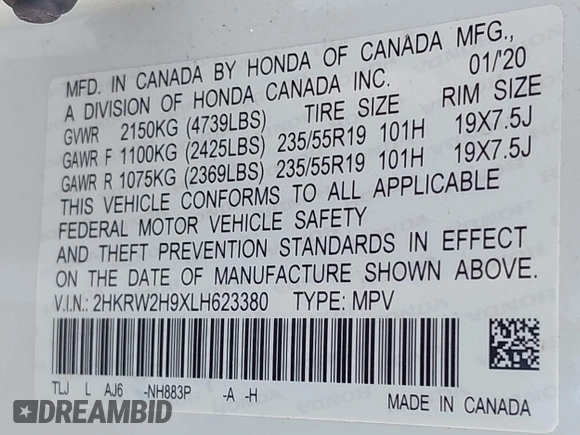 MFD. IN CANADA BY HONDA OF CANADA MFG.,
A DIVISION OF HONDA CANADA INC. 01/'20
GVWR 2150KG (4739LBS) TIRE SIZE RIM SIZE
GAWR F 1100KG (2425LBS) 235/55R19 101H 19X7.5J
GAWR R 1075KG (2369LBS) 235/55R19 101H 19X7.5J
THIS VEHICLE CONFORMS TO ALL APPLICABLE
FEDERAL MOTOR VEHICLE SAFETY
AND THEFT PREVENTION STANDARDS IN EFFECT
ON THE DATE OF MANUFACTURE SHOWN ABOVE.
V.I.N.: 2HKRW2H9XLH623380 TYPE: MPV
TLJ L AJ6 -NH883P -A -H
MADE IN CANADA
DREAMBID